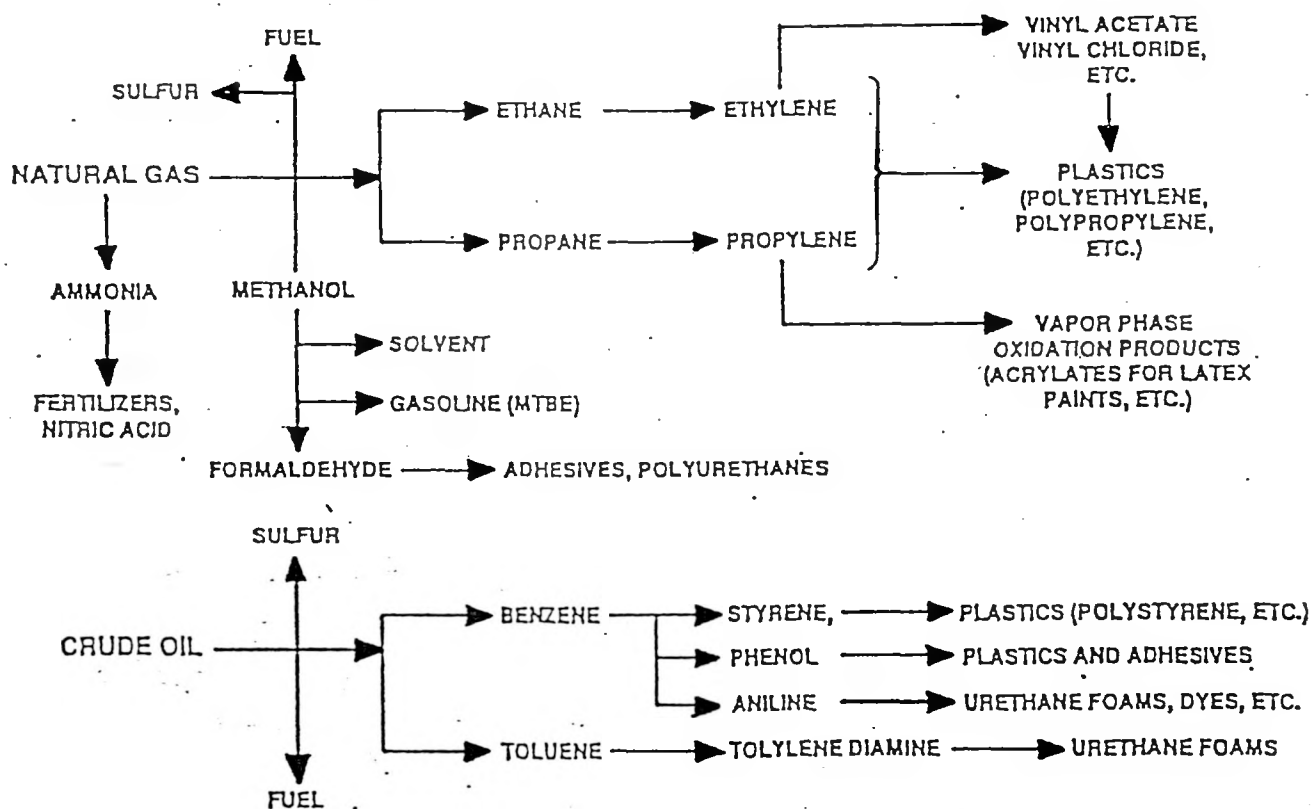 FUEL
VINYL ACETATE
VINYL CHLORIDE,
ETC.
SULFUR
ETHANE
ETHYLENE
NATURAL GAS
PLASTICS
(POLYETHYLENE,
POLYPROPYLENE,
ETC.)
PROPANE
PROPYLENE
AMMONIA
METHANOL
VAPOR PHASE
OXIDATION PRODUCTS
(ACRYLATES FOR LATEX
PAINTS, ETC.)
SOLVENT
FERTILIZERS,
NITRIC ACID
GASOLINE (MTBE)
FORMALDEHYDE
ADHESIVES, POLYURETHANES
SULFUR
BENZENE
STYRENE,
PLASTICS (POLYSTYRENE, ETC.)
CRUDE OIL
PHENOL
PLASTICS AND ADHESIVES
ANILINE
URETHANE FOAMS, DYES, ETC.
TOLUENE
TOLYLENE DIAMINE
URETHANE FOAMS
FUEL